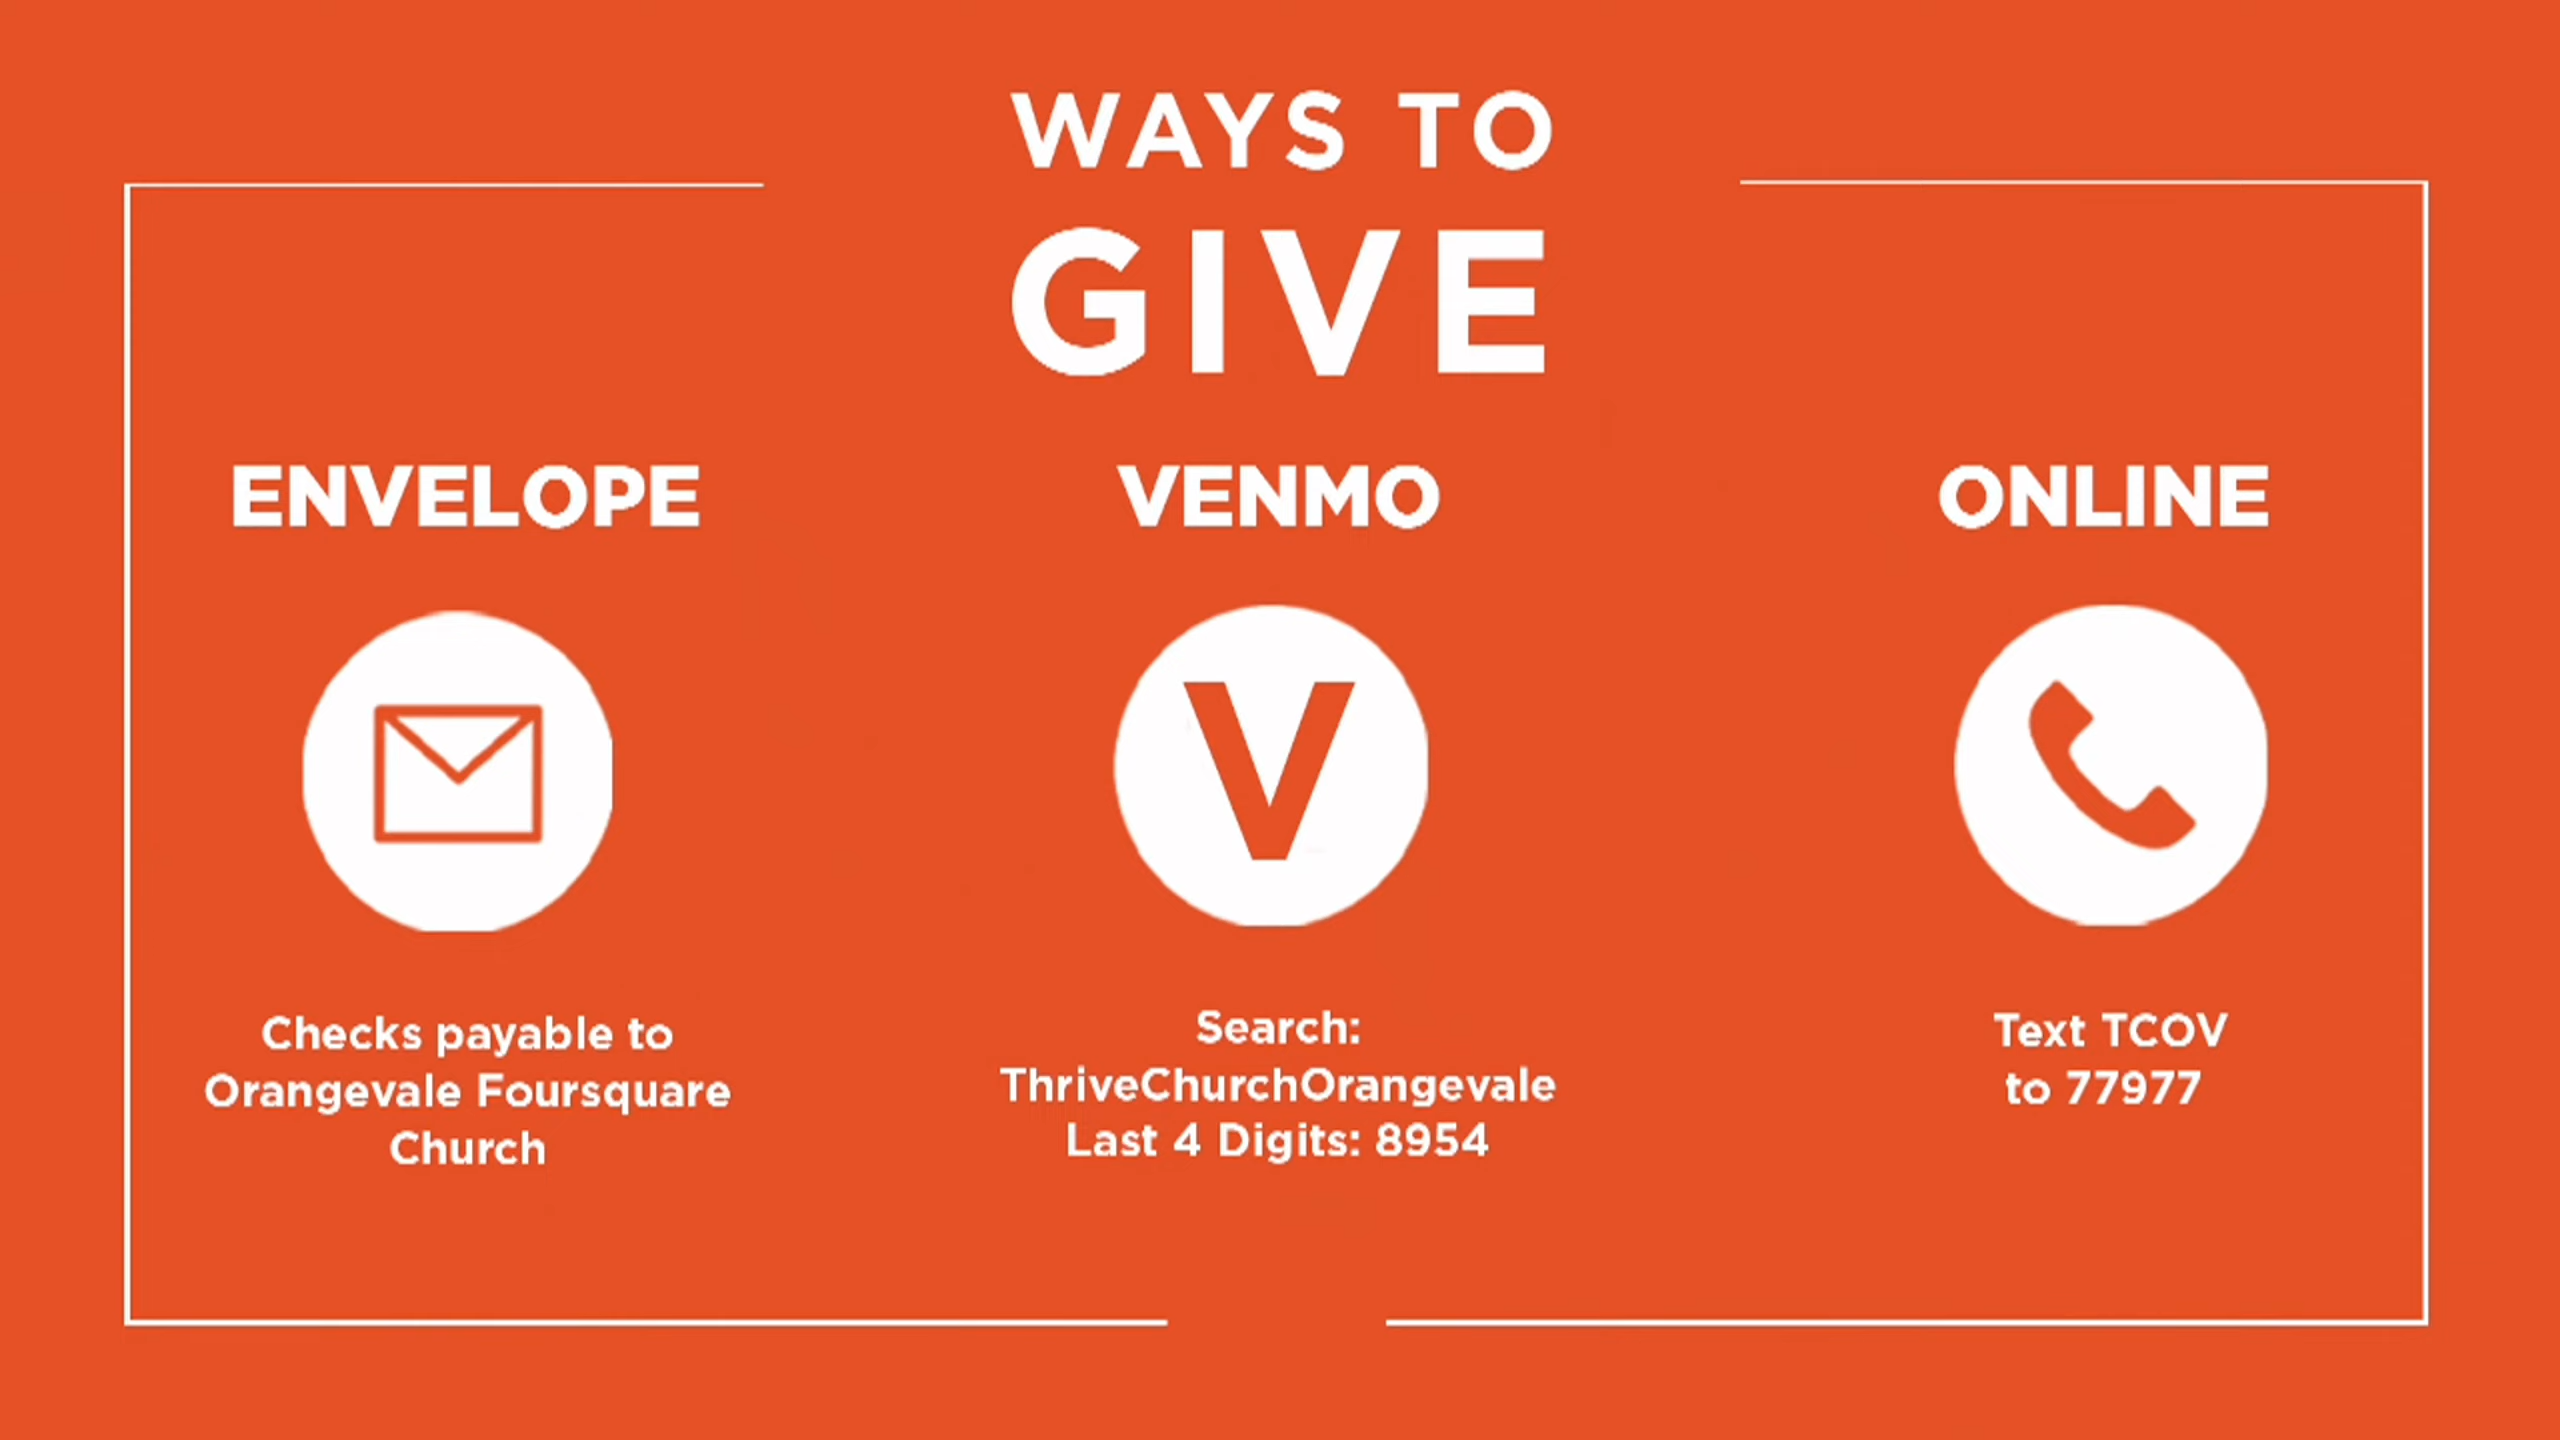 WAYS TO
GIVE
ENVELOPE
VENMO
ONLINE
V
Checks payable to
Orangevale Foursquare
Church
Search:
ThriveChurchOrangevale
Last 4 Digits: 8954
Text TCOV
to 77977